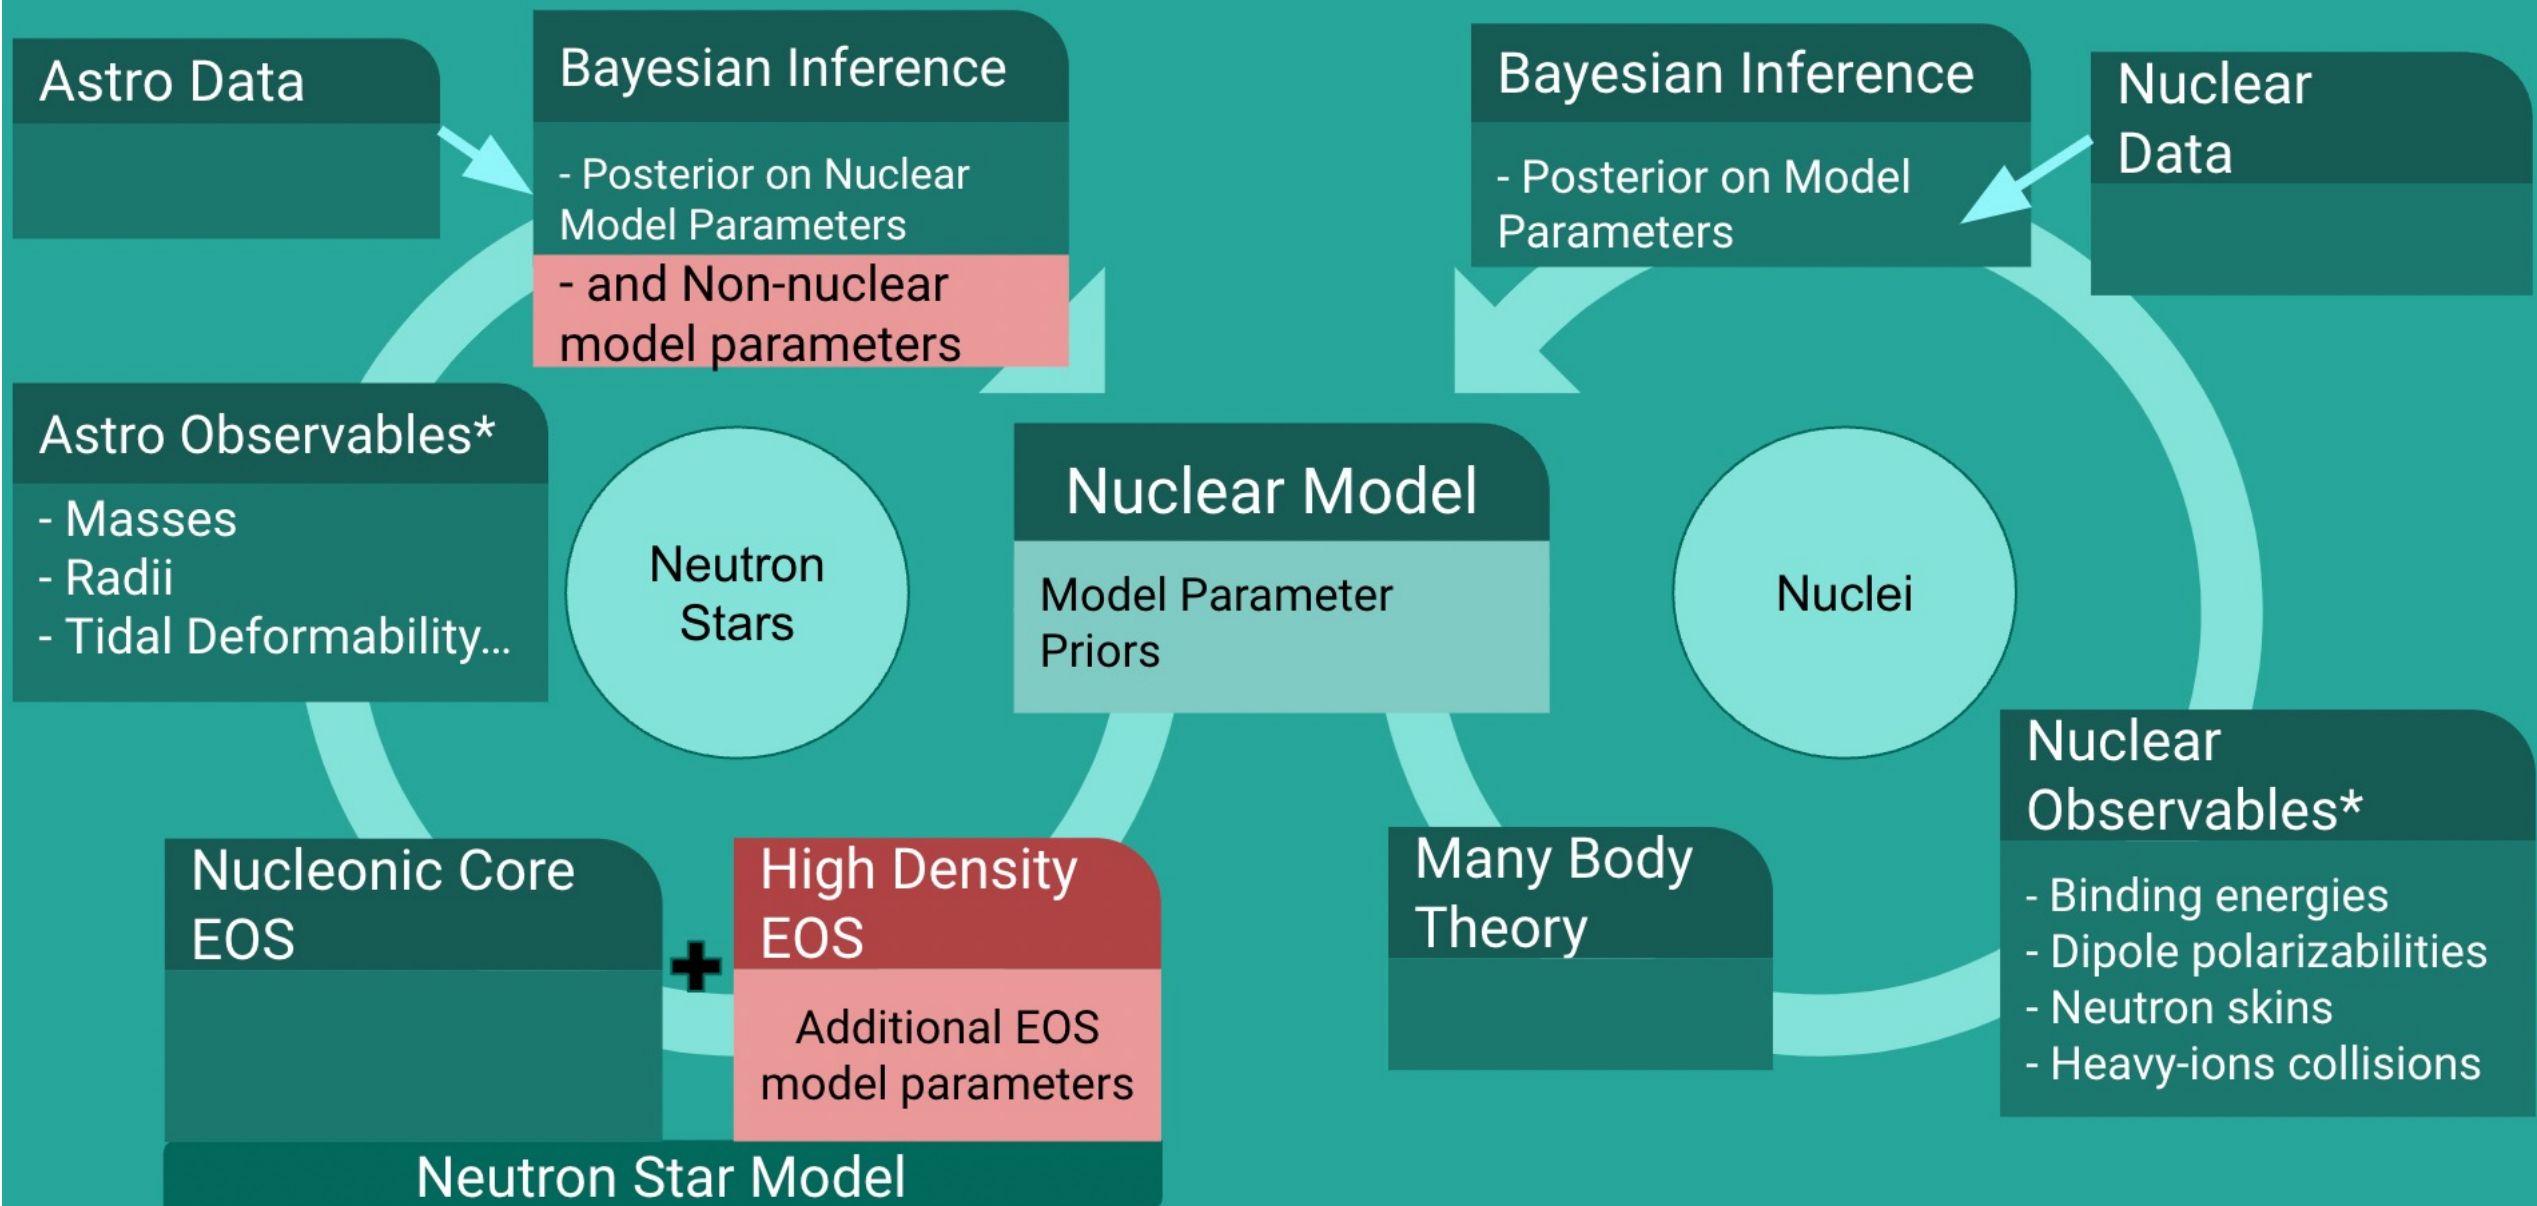 Astro Data
Bayesian Inference
- Posterior on Nuclear
Model Parameters
- and Non-nuclear
model parameters
Bayesian Inference
- Posterior on Model
Parameters
Nuclear
Data
Astro Observables*
- Masses
- Radii
- Tidal Deformability...
Neutron
Stars
Nuclear Model
Model Parameter
Priors
Nuclei
Nucleonic Core
EOS
+
High Density
EOS
Additional EOS
model parameters
Neutron Star Model
Many Body
Theory
Nuclear
Observables*
- Binding energies
- Dipole polarizabilities
- Neutron skins
- Heavy-ions collisions